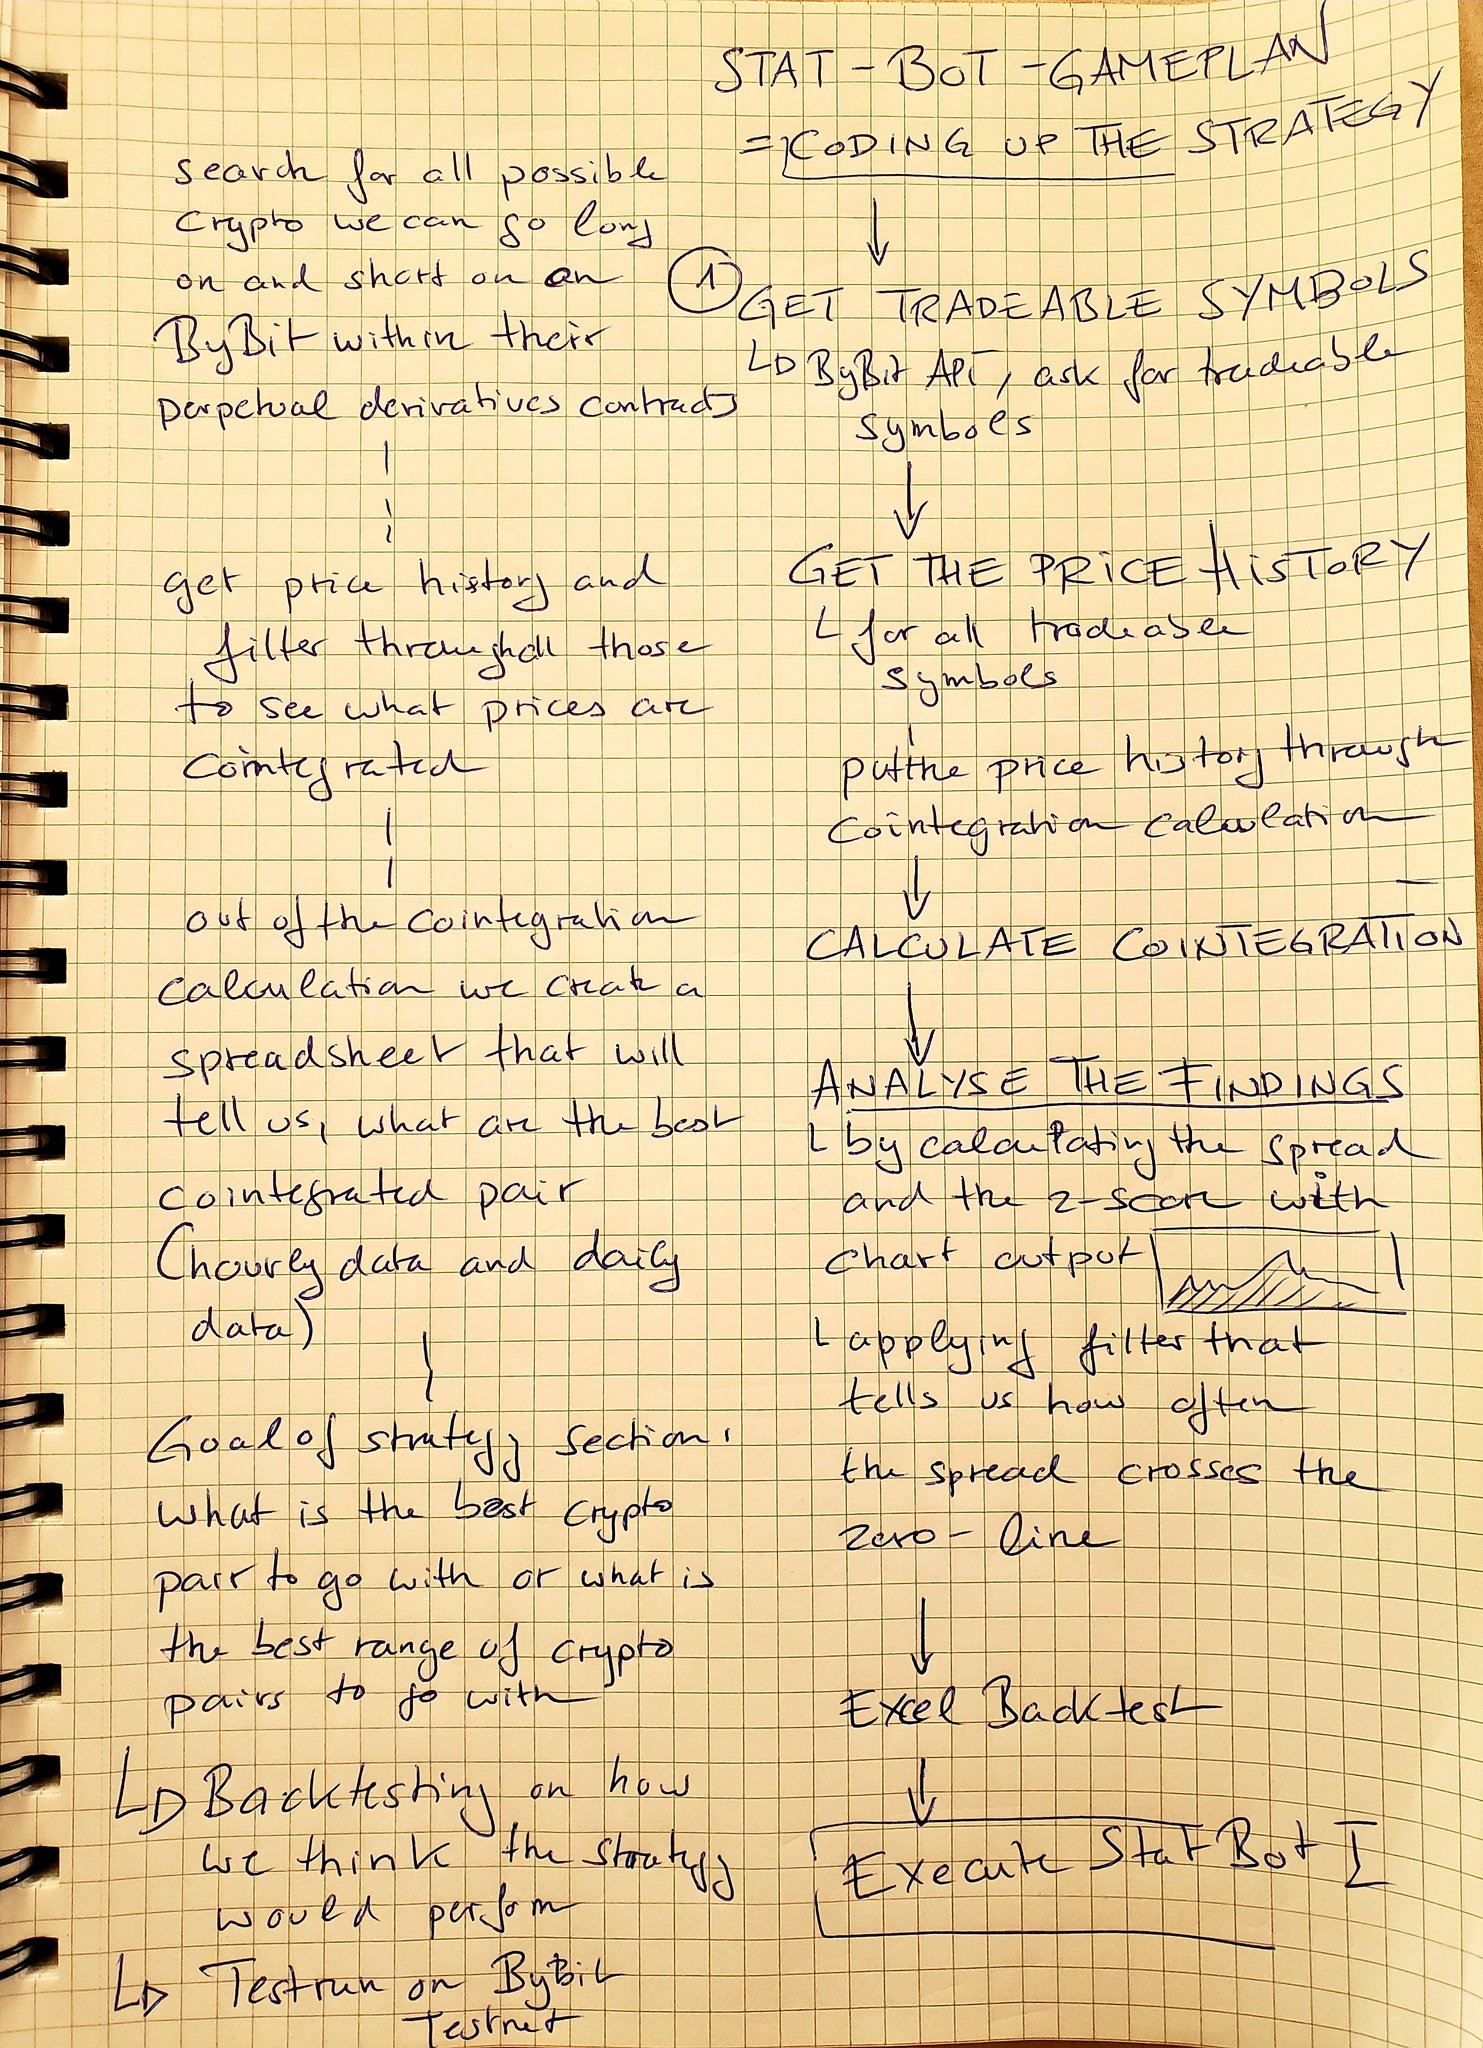 STAT-BOT-GAMEPLAN
= CODING UP THE STRATEGY
search for all possible
Crypto we can go long
on and short on on
ByBit within their
perpetual derivatives contracts
get price history and
filter through all those
to see what prices are
cointegrated
out of the cointegration
calculation we create a
spreadsheet that will
tell us, what are the best
cointegrated pair
(hourly data and daily
data)
Goal of strategy section:
what is the best crypto
pair to go with or what is
the best range of crypto
pairs to go with
Backtesting on how
we think the strategy
would perform
Testrun on ByBit
Testnet
1
GET TRADEABLE SYMBOLS
ByBit API, ask for tradeable
symbols
GET THE PRICE HISTORY
for all tradeable
symbols
put the price history through
cointegration calculation
CALCULATE COINTEGRATION
ANALYSE THE FINDINGS
by calculating the spread
and the z-score with
chart output
applying filter that
tells us how often
the spread crosses the
zero-line
Excel Backtest
Execute Stat Bot I